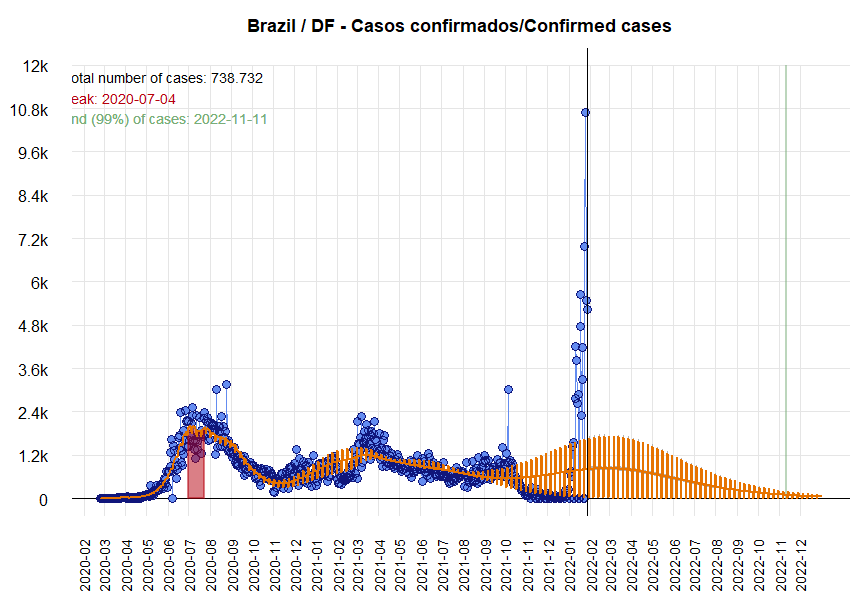 Brazil / DF - Casos confirmados/Confirmed cases
otal number of cases: 738.732
eak: 2020-07-04
nd (99%) of cases: 2022-11-11
12k
10.8k
9.6k
8.4k
7.2k
6k
4.8k
3.6k
2.4k
1.2k
0
2020-02
2020-03
2020-04
2020-05
2020-06
2020-07
2020-08
2020-09
2020-10
2020-11
2020-12
2021-01
2021-02
2021-03
2021-04
2021-05
2021-06
2021-07
2021-08
2021-09
2021-10
2021-11
2021-12
2022-01
2022-02
2022-03
2022-04
2022-05
2022-06
2022-07
2022-08
2022-09
2022-10
2022-11
2022-12